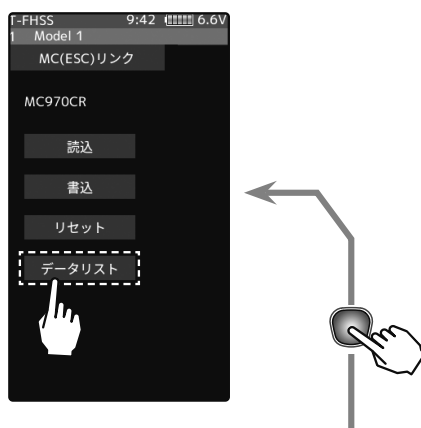 T-FHSS 9:42 6.6V
1 Model 1
MC(ESC)リンク
MC970CR
読込
書込
リセット
データリスト